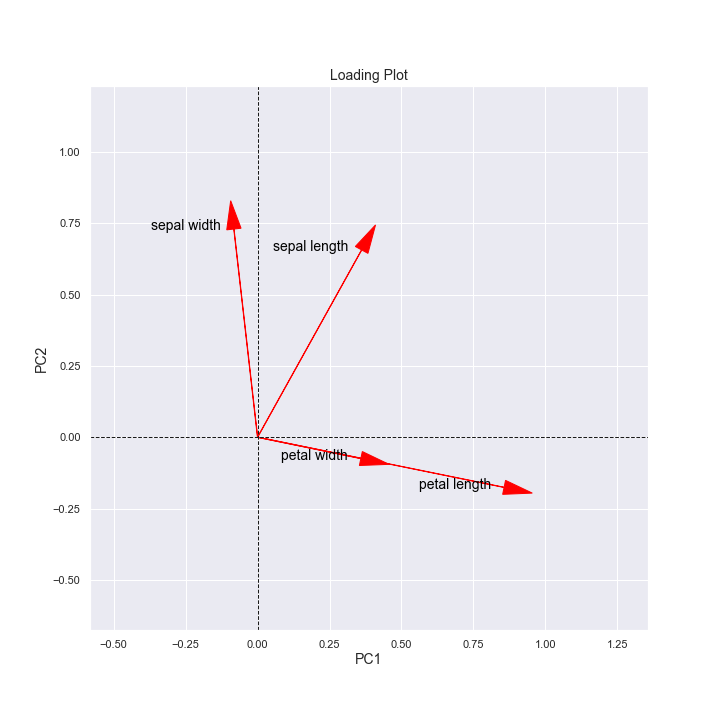 Loading Plot
1.00
0.75
0.50
0.25
0.00
−0.25
−0.50
PC2
sepal width
sepal length
petal width
petal length
−0.50 −0.25 0.00 0.25 0.50 0.75 1.00 1.25
PC1